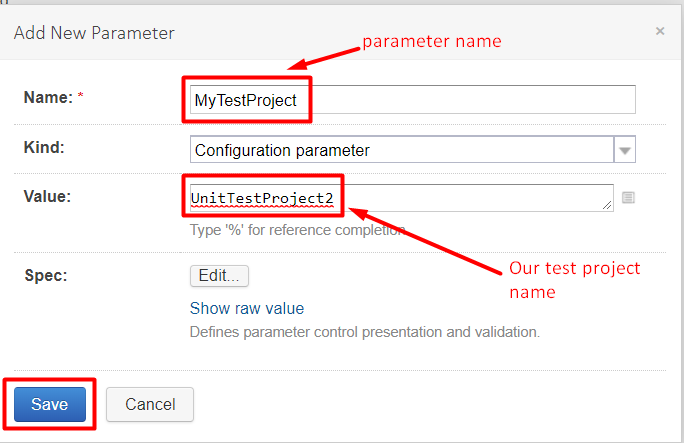 Add New Parameter
×
parameter name
Name: *
MyTestProject
Kind:
Configuration parameter
Value:
UnitTestProject2
Type '%' for reference completion
Our test project
name
Spec:
Edit...
Show raw value
Defines parameter control presentation and validation.
Save
Cancel